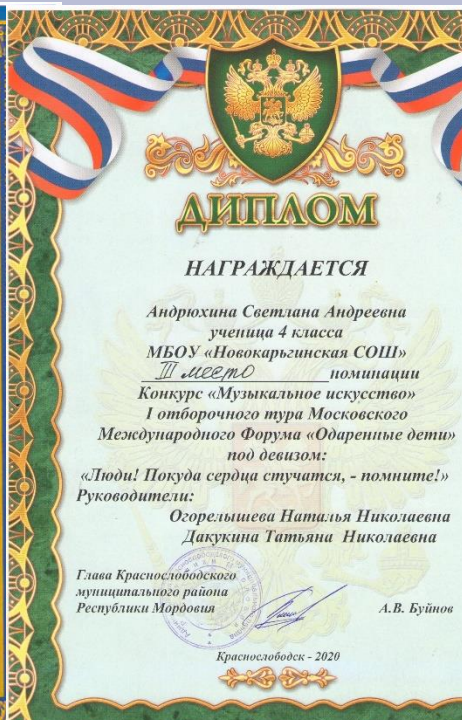 ДИПЛОМ
НАГРАЖДАЕТСЯ
Андрюхина Светлана Андреевна
ученица 4 класса
МБОУ «Новокарьгинская СОШ»
III место номинации
Конкурс «Музыкальное искусство»
I отборочного тура Московского
Международного Форума «Одаренные дети»
под девизом:
«Люди! Покуда сердца стучатся, - помните!»
Руководители:
Огорелышева Наталья Николаевна
Дакукина Татьяна Николаевна
Глава Краснослободского
муниципального района
Республики Мордовия А.В. Буйнов
Краснослободск - 2020